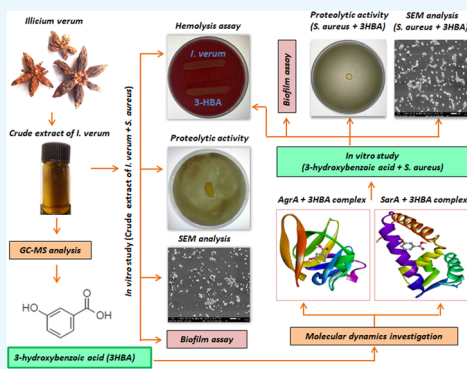 Illicium verum
Crude extract of I. verum
GC-MS analysis
HO
O
OH
3-hydroxybenzoic acid (3HBA)
In vitro study (Crude extract of I. verum + S. aureus)
Hemolysis assay
I. verum
3-HBA
Proteolytic activity
SEM analysis
Biofilm assay
Biofilm assay
Proteolytic activity
(S. aureus + 3HBA)
SEM analysis
(S. aureus + 3HBA)
In vitro study
(3-hydroxybenzoic acid + S. aureus)
AgrA + 3HBA complex
SarA + 3HBA complex
Molecular dynamics investigation